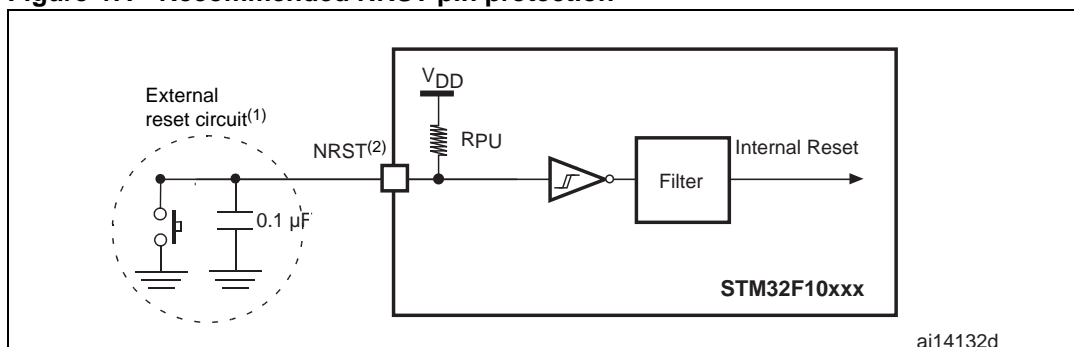 Recommended NRST pin protection
VDD
External
reset circuit(1)
NRST(2)
RPU
Internal Reset
Filter
0.1 µF
STM32F10xxx
ai14132d